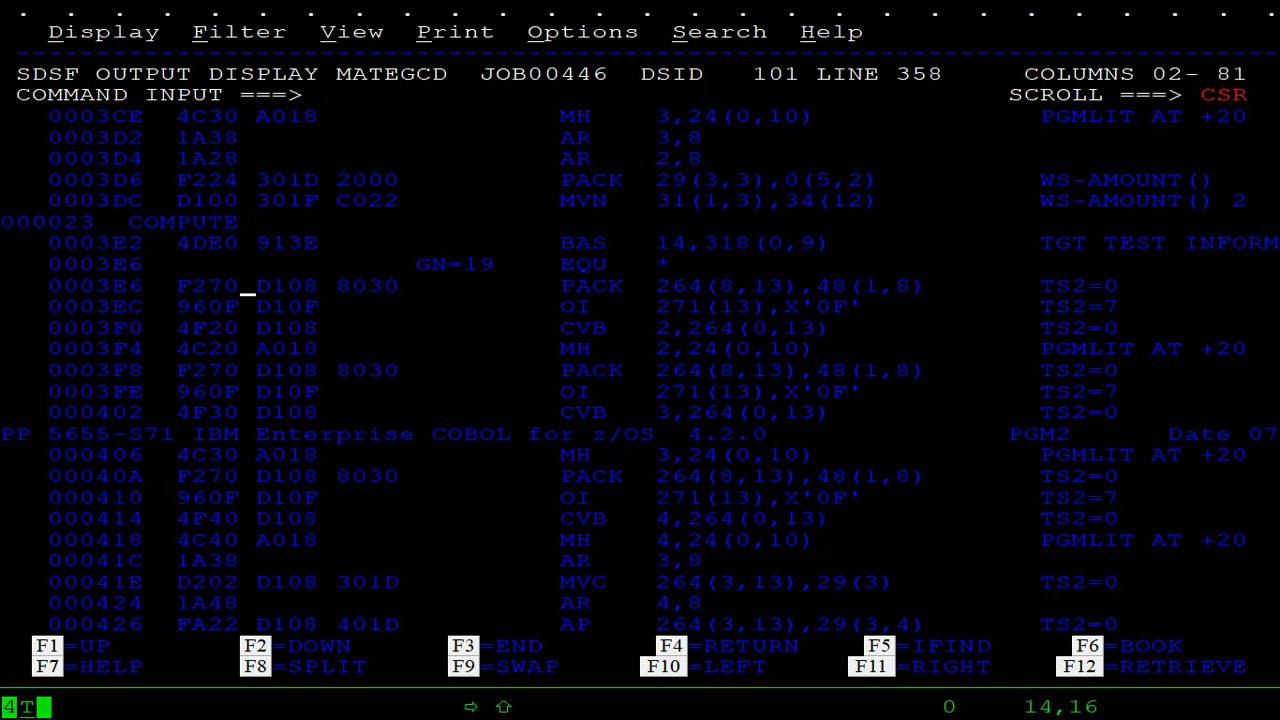 Display Filter View Print Options Search Help
SDSF OUTPUT DISPLAY MATEGCD JOB00446 DSID 101 LINE 358 COLUMNS 02- 81
COMMAND INPUT ===> SCROLL ===> CSR
0003CE 4C30 A018 MH 3,24(0,10) PGMLIT AT +20
0003D2 1A38 AR 3,8
0003D4 1A28 AR 2,8
0003D6 F224 301D 2000 PACK 29(3,3),0(5,2) WS-AMOUNT()
0003DC D100 301F C022 MVN 31(1,3),34(12) WS-AMOUNT() 2
000023 COMPUTE
0003E2 4DE0 913E BAS 14,318(0,9) TGT TEST INFORM
0003E6 GN=19 EQU *
0003E6 F270 D108 8030 PACK 264(8,13),48(1,8) TS2=0
0003EC 960F D10F OI 271(13),X'0F' TS2=7
0003F0 4F20 D108 CVB 2,264(0,13) TS2=0
0003F4 4C20 A018 MH 2,24(0,10) PGMLIT AT +20
0003F8 F270 D108 8030 PACK 264(8,13),48(1,8) TS2=0
0003FE 960F D10F OI 271(13),X'0F' TS2=7
000402 4F30 D108 CVB 3,264(0,13) TS2=0
PP 5655-S71 IBM Enterprise COBOL for z/OS 4.2.0 PGM2 Date 07
000406 4C30 A018 MH 3,24(0,10) PGMLIT AT +20
00040A F270 D108 8030 PACK 264(8,13),48(1,8) TS2=0
000410 960F D10F OI 271(13),X'0F' TS2=7
000414 4F40 D108 CVB 4,264(0,13) TS2=0
000418 4C40 A018 MH 4,24(0,10) PGMLIT AT +20
00041C 1A38 AR 3,8
00041E D202 D108 301D MVC 264(3,13),29(3) TS2=0
000424 1A48 AR 4,8
000426 FA22 D108 401D AP 264(3,13),29(3,4) TS2=0
F1=UP F2=DOWN F3=END F4=RETURN F5=IFIND F6=BOOK
F7=HELP F8=SPLIT F9=SWAP F10=LEFT F11=RIGHT F12=RETRIEVE
4T ⇨ ⇧ 0 14,16